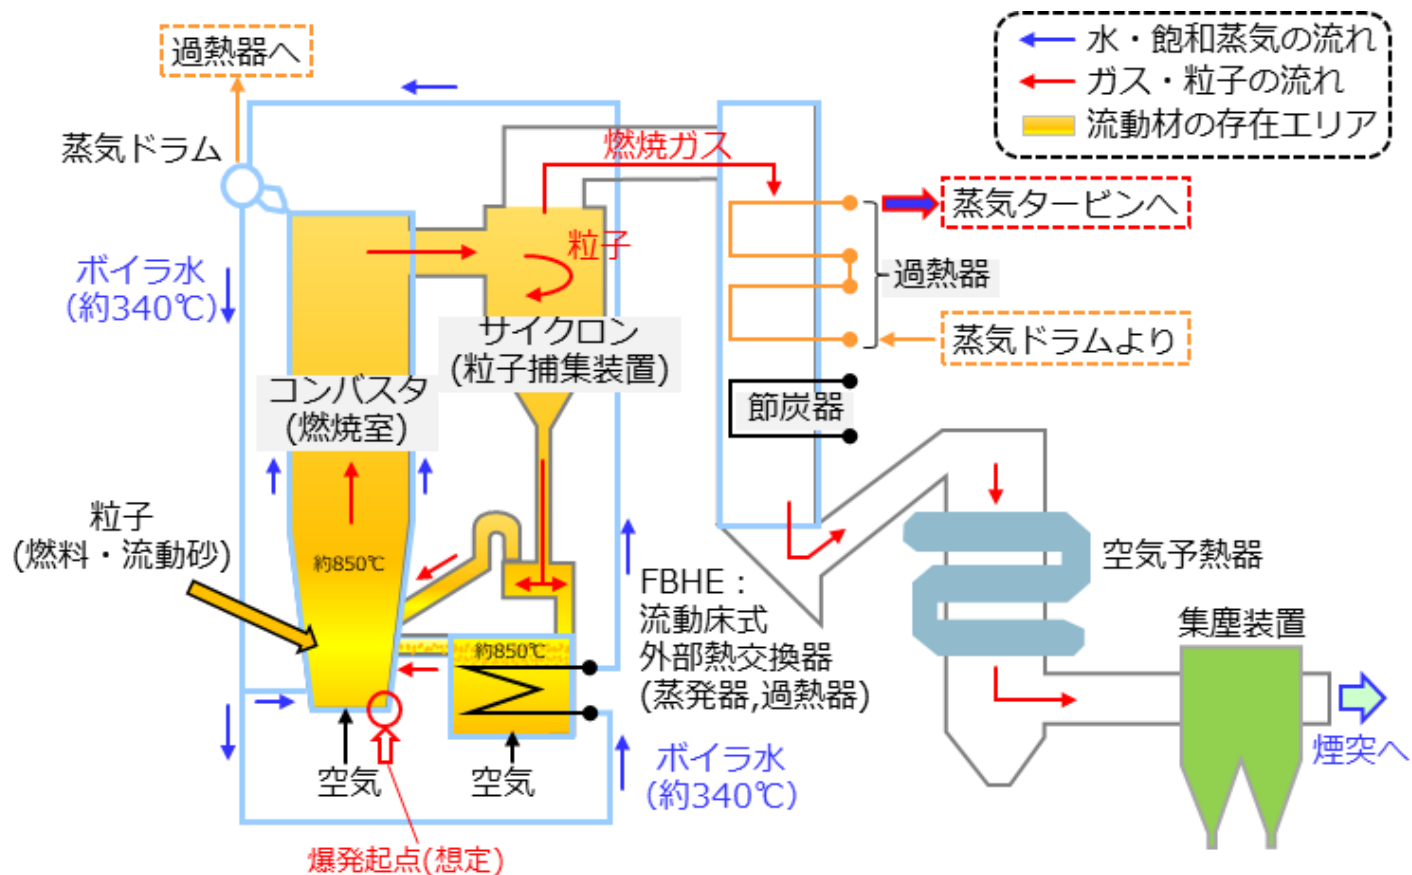 水・飽和蒸気の流れ
ガス・粒子の流れ
流動材の存在エリア
過熱器へ
蒸気ドラム
燃焼ガス
蒸気タービンへ
粒子
ボイラ水
(約340℃)
過熱器
サイクロン
(粒子捕集装置)
蒸気ドラムより
コンバスタ
(燃焼室)
節炭器
粒子
(燃料・流動砂)
約850℃
空気予熱器
FBHE：
流動床式
外部熱交換器
(蒸発器,過熱器)
約850℃
集塵装置
空気
空気
ボイラ水
(約340℃)
煙突へ
爆発起点(想定)